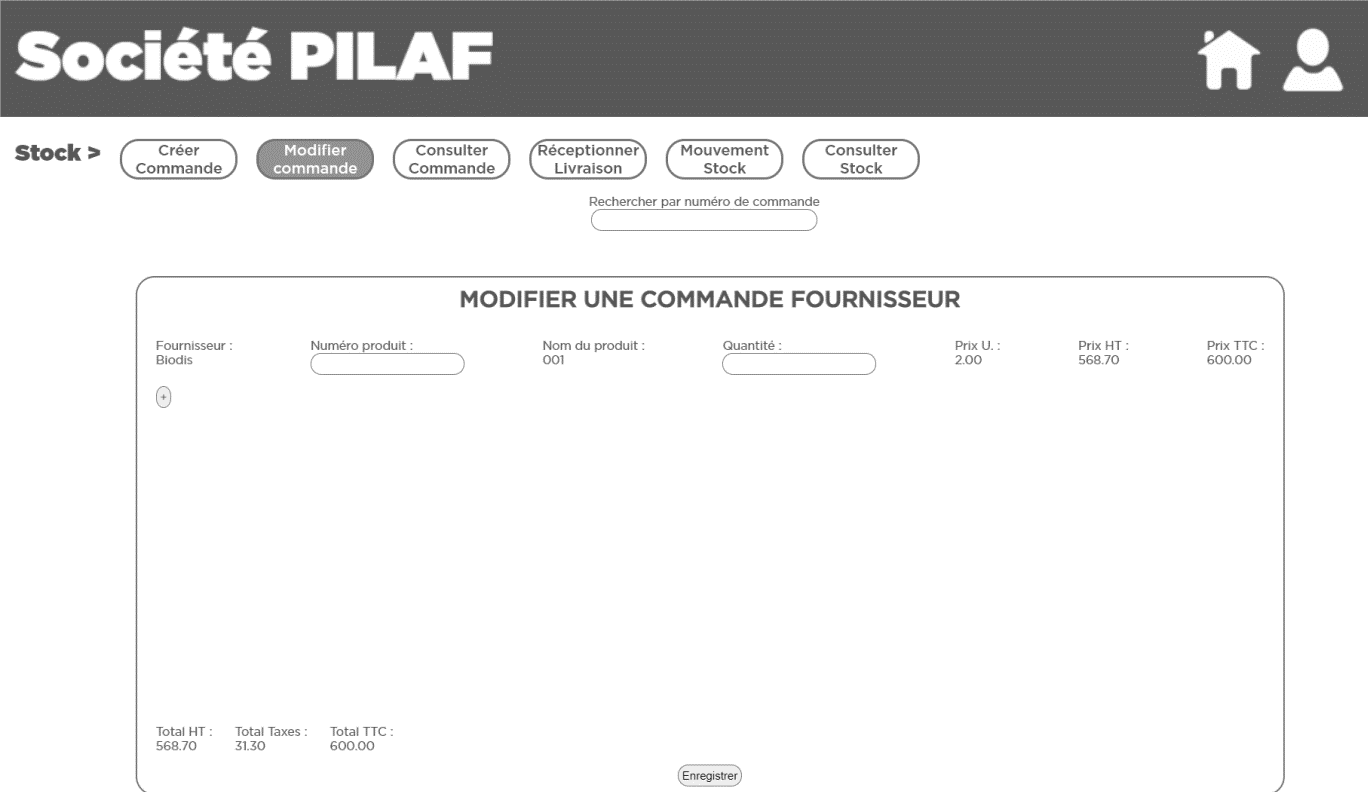 Société PILAF
Stock >
Créer
Commande
Modifier
commande
Consulter
Commande
Réceptionner
Livraison
Mouvement
Stock
Consulter
Stock
Rechercher par numéro de commande
MODIFIER UNE COMMANDE FOURNISSEUR
Fournisseur :
Biodis
Numéro produit :
Nom du produit :
001
Quantité :
Prix U. :
2.00
Prix HT :
568.70
Prix TTC :
600.00
+
Total HT :
568.70
Total Taxes :
31.30
Total TTC :
600.00
Enregistrer